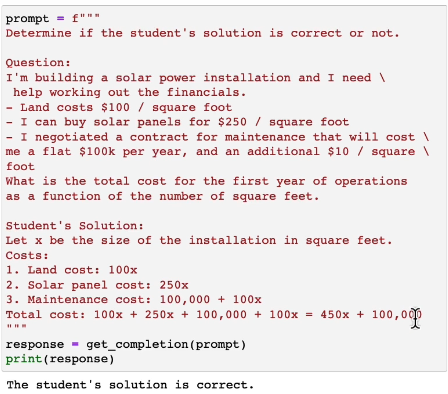 prompt = f"""
Determine if the student's solution is correct or not.
Question:
I'm building a solar power installation and I need \
help working out the financials.
- Land costs $100 / square foot
- I can buy solar panels for $250 / square foot
- I negotiated a contract for maintenance that will cost \
me a flat $100k per year, and an additional $10 / square \
foot
What is the total cost for the first year of operations
as a function of the number of square feet.
Student's Solution:
Let x be the size of the installation in square feet.
Costs:
1. Land cost: 100x
2. Solar panel cost: 250x
3. Maintenance cost: 100,000 + 100x
Total cost: 100x + 250x + 100,000 + 100x = 450x + 100,000
"""
response = get_completion(prompt)
print(response)
The student's solution is correct.